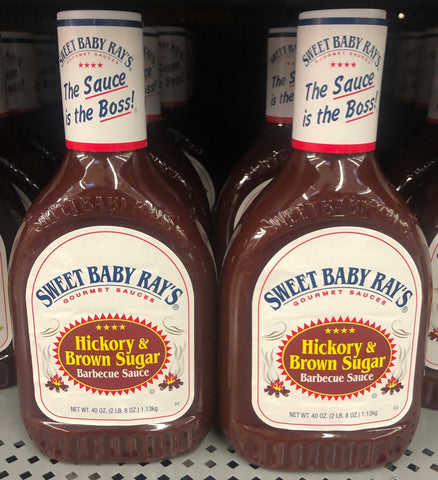 SWEET BABY RAY'S
GOURMET SAUCES
The Sauce
is the Boss!
SWEET BABY RAY'S
GOURMET SAUCES
Hickory &
Brown Sugar
Barbecue Sauce
NET WT. 40 OZ. (2 LB. 8 OZ.) 1.13kg
SWEET BABY RAY'S
GOURMET SAUCES
The Sauce
is the Boss!
SWEET BABY RAY'S
GOURMET SAUCES
Hickory &
Brown Sugar
Barbecue Sauce
NET WT. 40 OZ. (2 LB. 8 OZ.) 1.13kg